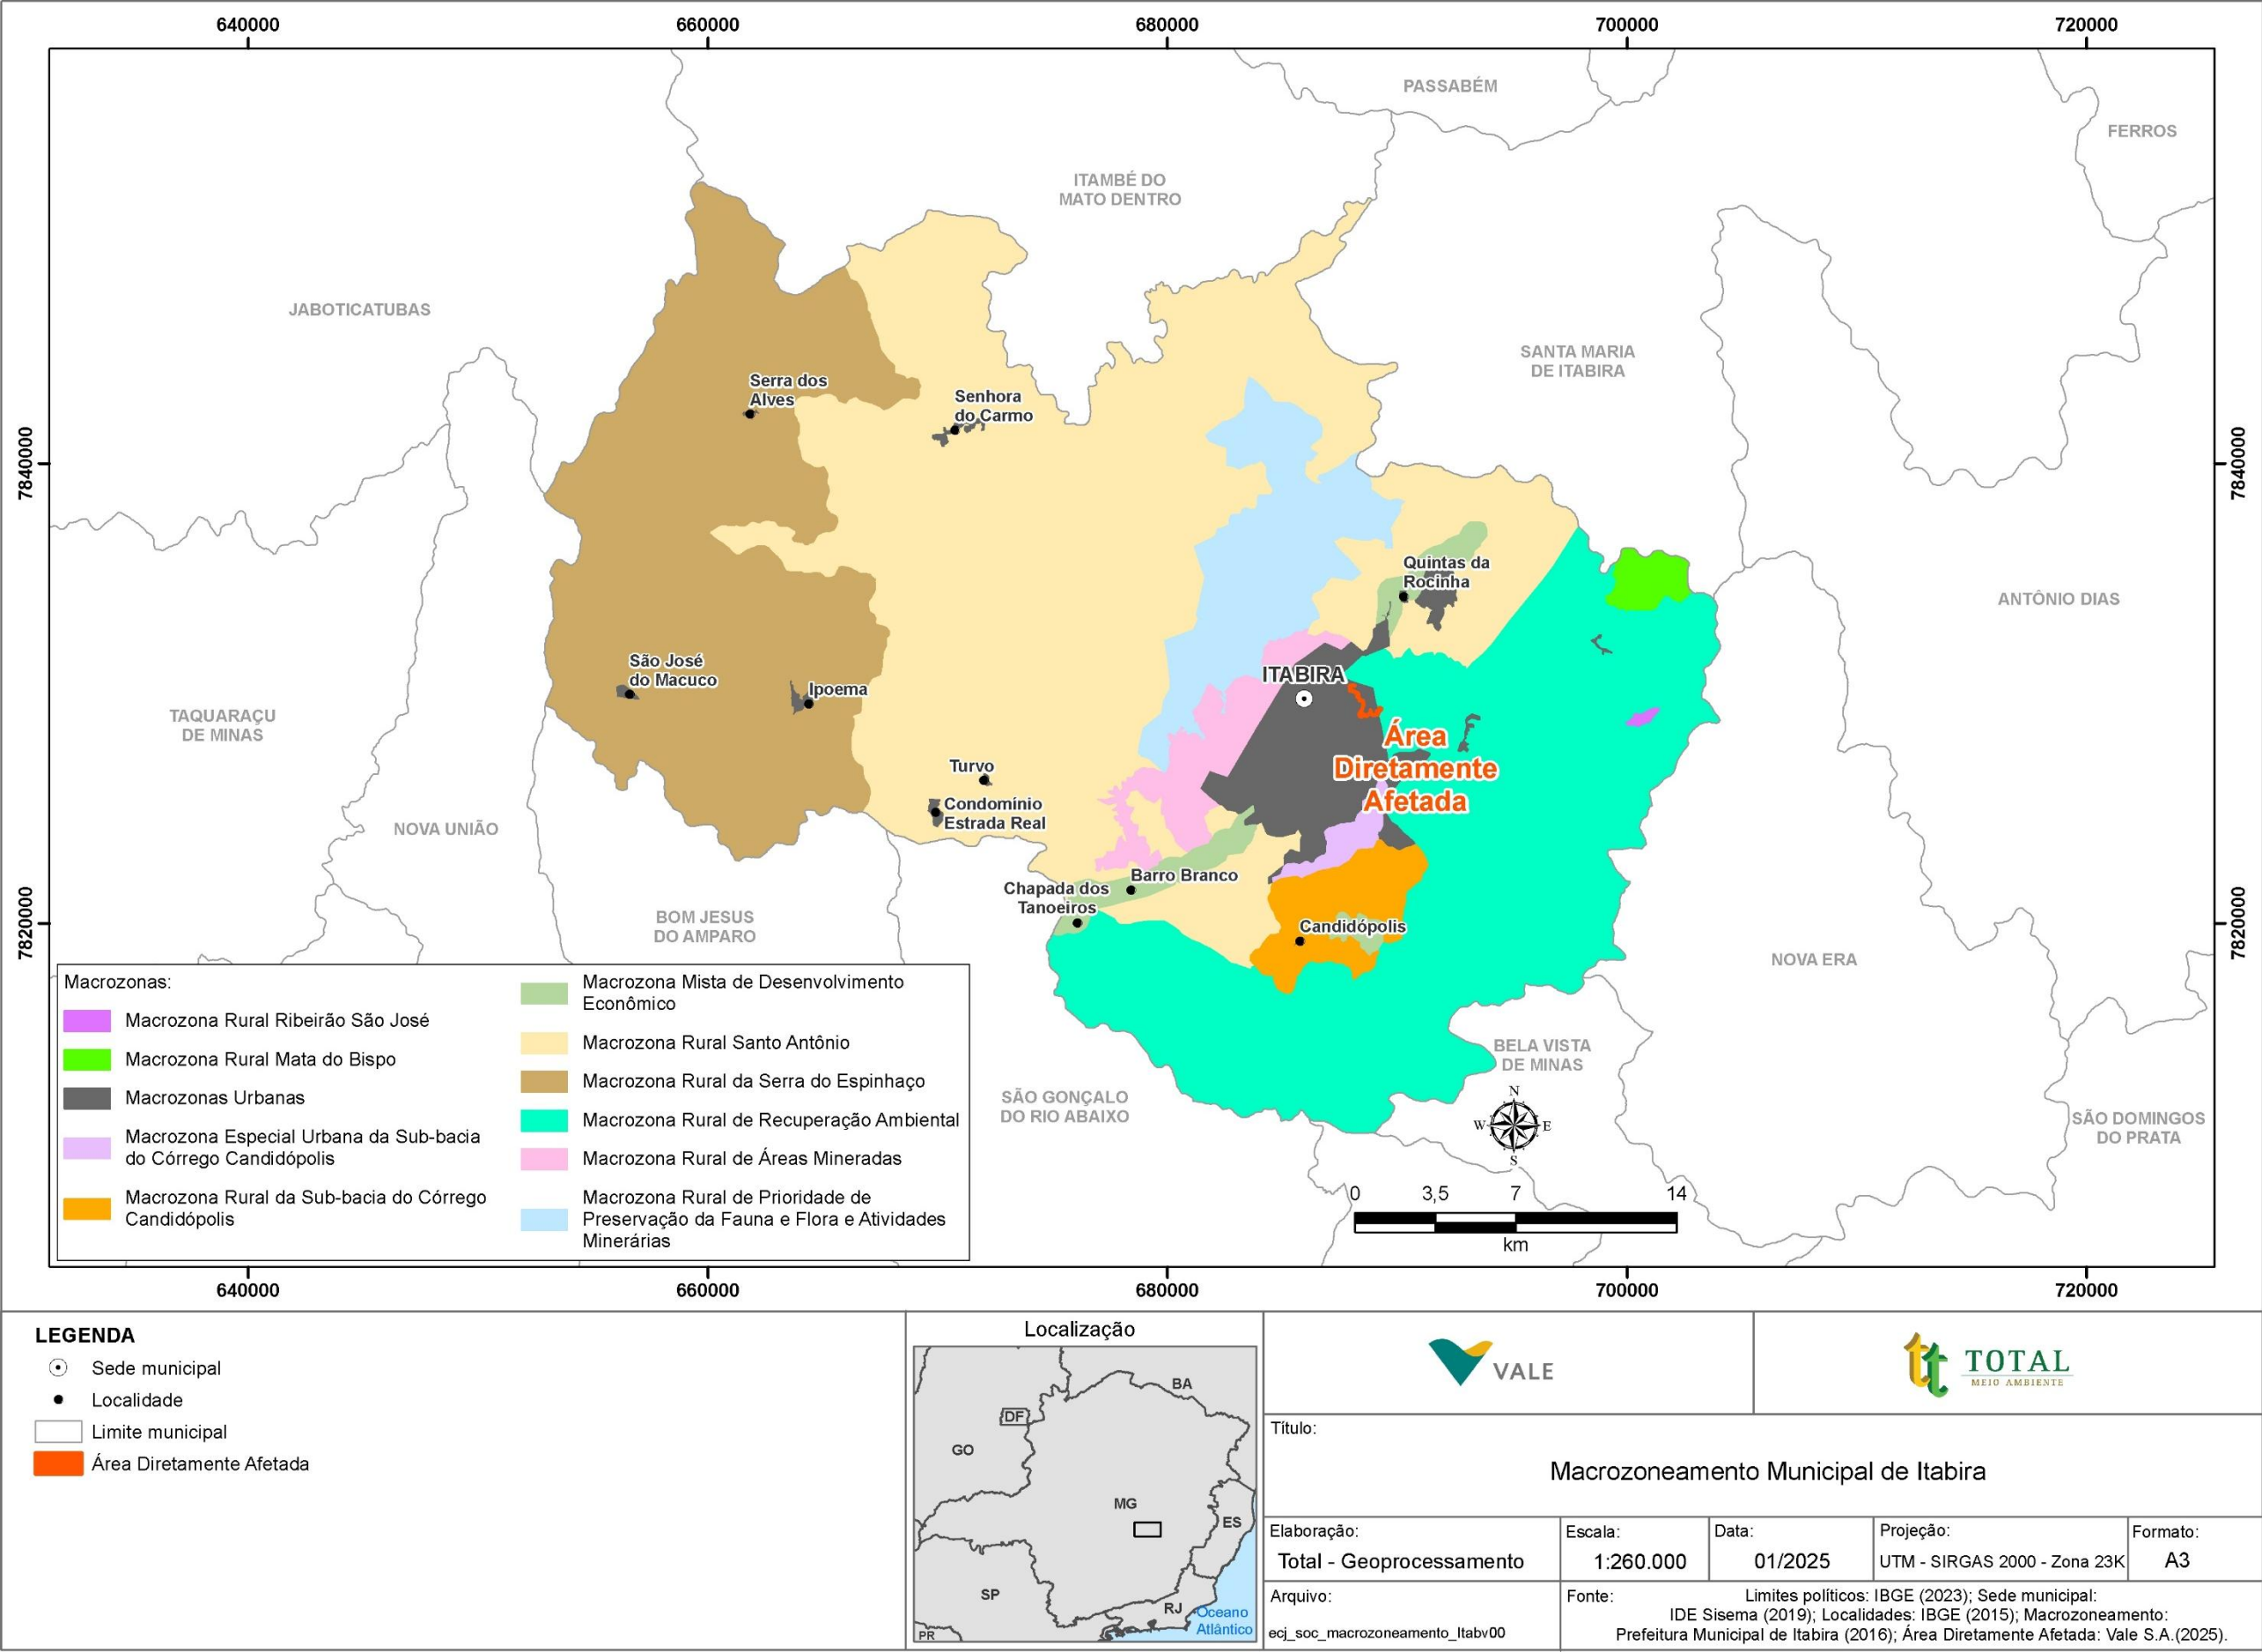 640000
660000
680000
700000
720000
PASSABÉM
FERROS
ITAMBÉ DO
MATO DENTRO
JABOTICATUBAS
SANTA MARIA
DE ITABIRA
Serra dos
Alves
Senhora
do Carmo
7840000
7840000
Quintas da
Rocinha
ANTÔNIO DIAS
São José
do Macuco
Ipoema
ITABIRA
TAQUARAÇU
DE MINAS
Área
Diretamente
Afetada
Turvo
Condomínio
Estrada Real
NOVA UNIÃO
Barro Branco
Chapada dos
Tanoeiros
7820000
7820000
BOM JESUS
DO AMPARO
Candidópolis
NOVA ERA
BELA VISTA
DE MINAS
SÃO GONÇALO
DO RIO ABAIXO
SÃO DOMINGOS
DO PRATA
Macrozonas:
Macrozona Rural Ribeirão São José
Macrozona Rural Mata do Bispo
Macrozonas Urbanas
Macrozona Especial Urbana da Sub-bacia
do Córrego Candidópolis
Macrozona Rural da Sub-bacia do Córrego
Candidópolis
Macrozona Mista de Desenvolvimento
Econômico
Macrozona Rural Santo Antônio
Macrozona Rural da Serra do Espinhaço
Macrozona Rural de Recuperação Ambiental
Macrozona Rural de Áreas Mineradas
Macrozona Rural de Prioridade de
Preservação da Fauna e Flora e Atividades
Minerárias
N
W E
S
0 3,5 7 14
km
640000
660000
680000
700000
720000
LEGENDA
Sede municipal
Localidade
Limite municipal
Área Diretamente Afetada
Localização
BA
DF
GO
MG
ES
SP
RJ
PR
Oceano
Atlântico
VALE
tt TOTAL
MEIO AMBIENTE
Título:
Macrozoneamento Municipal de Itabira
Elaboração:
Total - Geoprocessamento
Escala:
1:260.000
Data:
01/2025
Projeção:
UTM - SIRGAS 2000 - Zona 23K
Formato:
A3
Arquivo:
ecj_soc_macrozoneamento_Itabv00
Fonte:
Limites políticos: IBGE (2023); Sede municipal:
IDE Sisema (2019); Localidades: IBGE (2015); Macrozoneamento:
Prefeitura Municipal de Itabira (2016); Área Diretamente Afetada: Vale S.A.(2025).